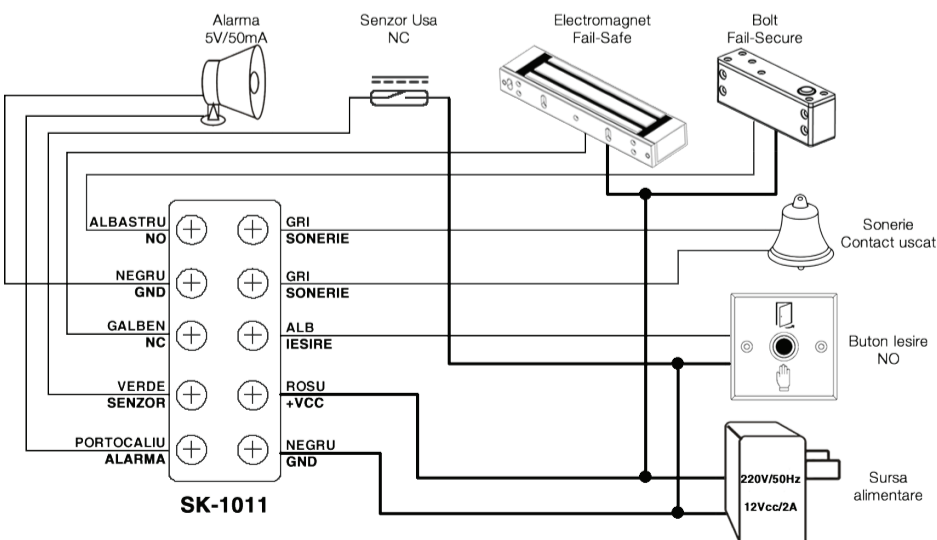 Alarma
5V/50mA
Senzor Usa
NC
Electromagnet
Fail-Safe
Bolt
Fail-Secure
ALBASTRU
NO
GRI
SONERIE
Sonerie
Contact uscat
NEGRU
GND
GRI
SONERIE
GALBEN
NC
ALB
IESIRE
Buton Iesire
NO
VERDE
SENZOR
ROSU
+VCC
PORTOCALIU
ALARMA
NEGRU
GND
220V/50Hz
12Vcc/2A
Sursa
alimentare
SK-1011